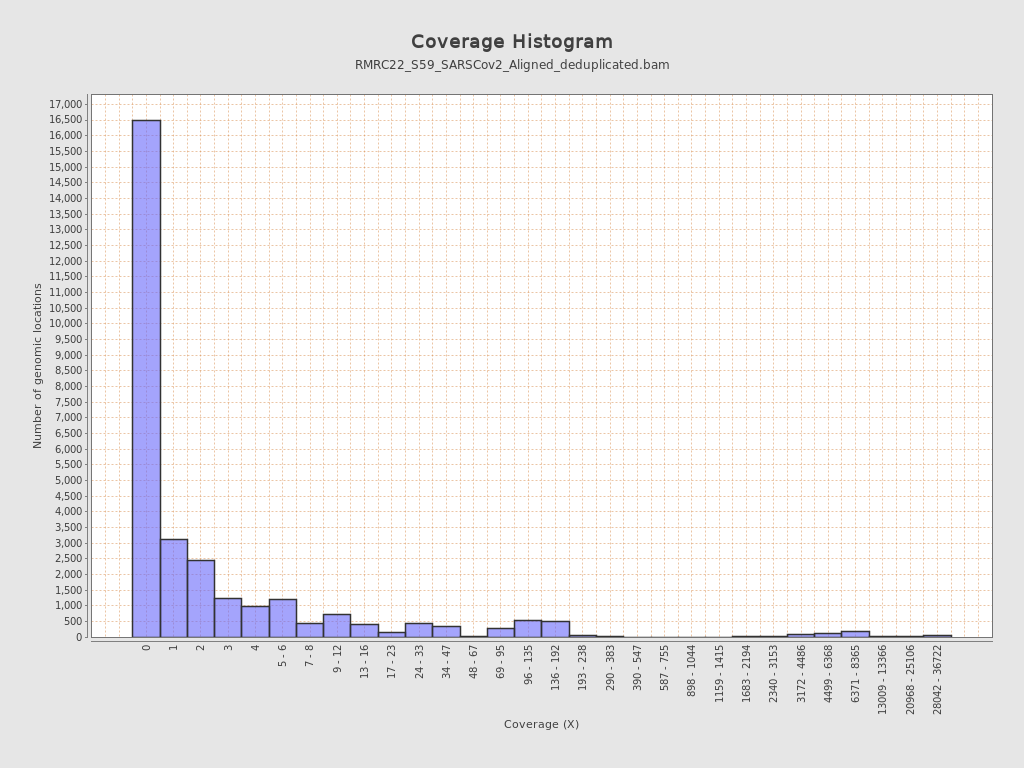 Coverage Histogram
RMRC22_S59_SARSCov2_Aligned_deduplicated.bam
Number of genomic locations
17,000
16,500
16,000
15,500
15,000
14,500
14,000
13,500
13,000
12,500
12,000
11,500
11,000
10,500
10,000
9,500
9,000
8,500
8,000
7,500
7,000
6,500
6,000
5,500
5,000
4,500
4,000
3,500
3,000
2,500
2,000
1,500
1,000
500
0
0
1
2
3
4
5 - 6
7 - 8
9 - 12
13 - 16
17 - 23
24 - 33
34 - 47
48 - 67
69 - 95
96 - 135
136 - 192
193 - 238
290 - 383
390 - 547
587 - 755
898 - 1044
1159 - 1415
1683 - 2194
2340 - 3153
3172 - 4486
4499 - 6368
6371 - 8365
13009 - 13366
20968 - 25106
28042 - 36722
Coverage (X)